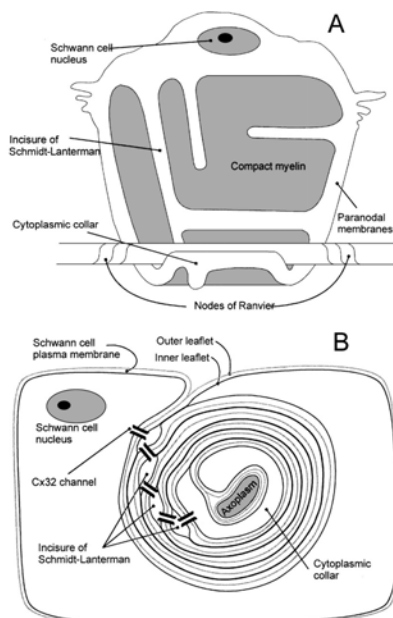 A
Schwann cell
nucleus
Incisure of
Schmidt-Lanterman
Compact myelin
Cytoplasmic collar
Paranodal
membranes
Nodes of Ranvier
B
Schwann cell
plasma membrane
Outer leaflet
Inner leaflet
Schwann cell
nucleus
Cx32 channel
Axoplasm
Incisure of
Schmidt-Lanterman
Cytoplasmic
collar